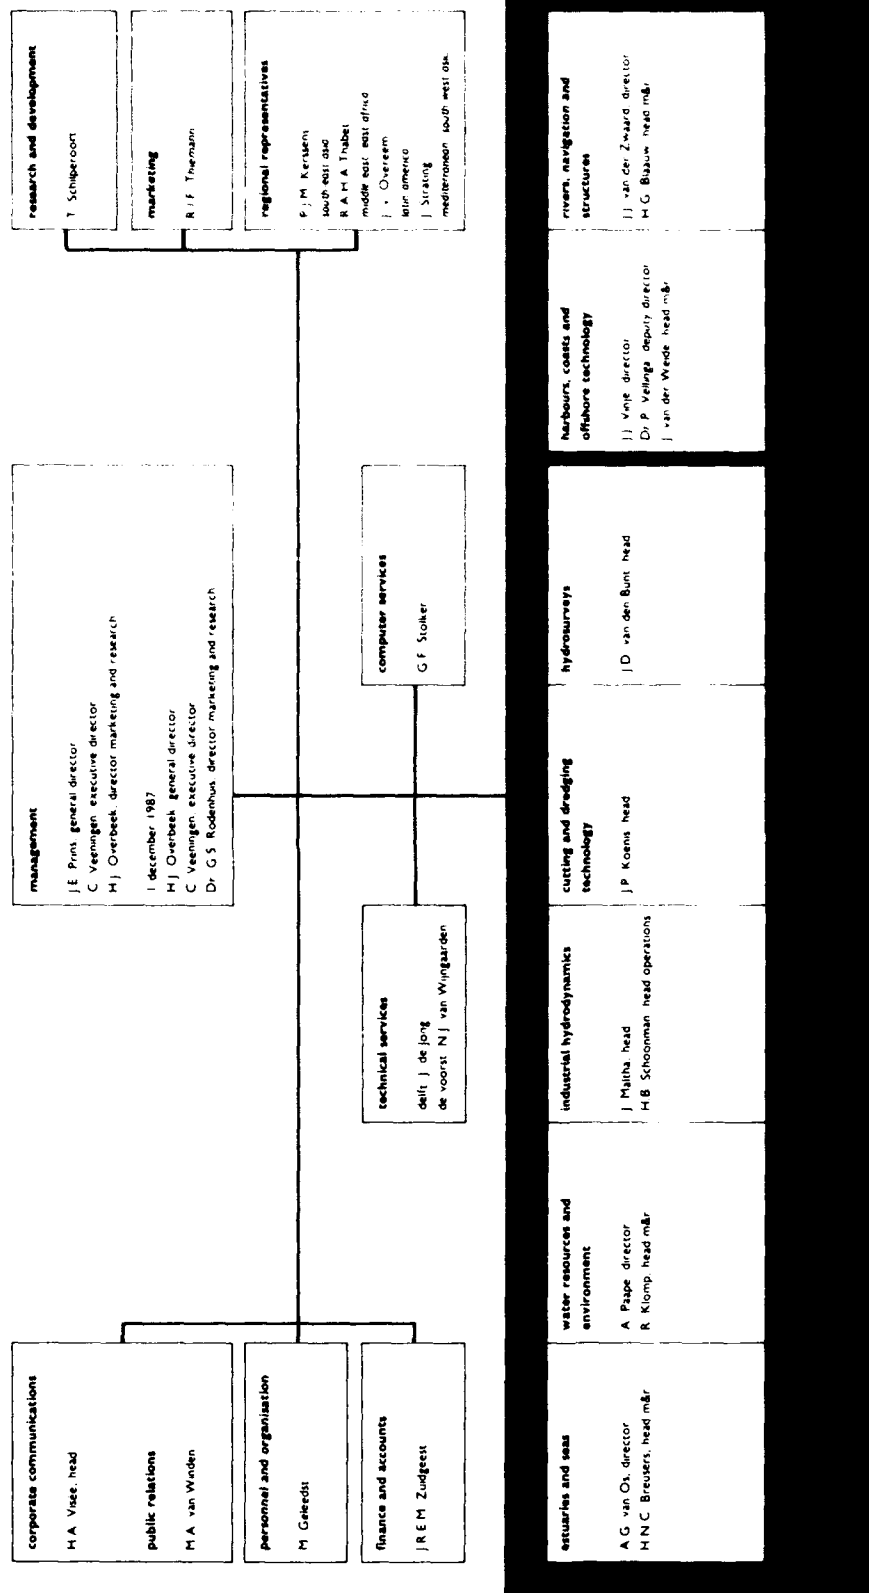 corporate communications
H A Visee, head
public relations
M A van Winden
personnel and organisation
M Geleedst
finance and accounts
J R E M Zuidgeest
management
J E Prins general director
C Veeningen executive director
H J Overbeek, director marketing and research
1 december 1987
H J Overbeek general director
C Veeningen executive director
Dr G S Rodenhuis director marketing and research
technical services
delft J de Jong
de voorst N J van Wijngaarden
computer services
G F Stolker
research and development
T Schilperoort
marketing
R / F Thiemann
regional representatives
P J M Kerssens
south east asia
R A H A Thabet
middle east east africa
J v Overeem
latin america
J Strating
mediterranean south west asia
estuaries and seas
A G van Os, director
H N C Breusers, head m&r
water resources and
environment
A Paape director
R Klomp, head m&r
industrial hydrodynamics
J Maltha, head
H B Schoonman head operations
cutting and dredging
technology
J P Koenis head
hydrosurveys
J D van den Bunt head
harbours, coasts and
offshore technology
J J Vinje director
Dr P Vellinga deputy director
J van der Weide head m&r
rivers, navigation and
structures
J J van der Zwaard director
H G Blaauw head m&r